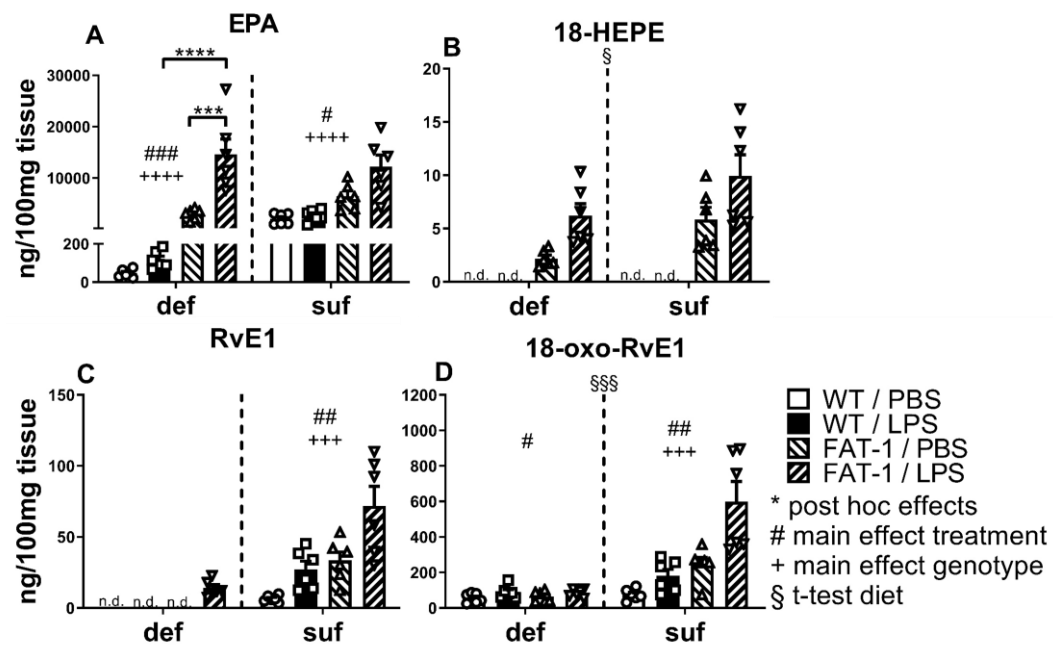 A
EPA
ng/100mg tissue
30000
20000
10000
200
0
****
***
###
++++
#
++++
def
suf
B
18-HEPE
§
20
15
10
5
0
n.d.
n.d.
n.d.
n.d.
def
suf
C
RvE1
ng/100mg tissue
150
100
50
0
n.d.
n.d.
n.d.
##
+++
def
suf
D
18-oxo-RvE1
§§§
1200
1000
800
600
400
200
0
#
##
+++
def
suf
WT / PBS
WT / LPS
FAT-1 / PBS
FAT-1 / LPS
* post hoc effects
# main effect treatment
+ main effect genotype
§ t-test diet